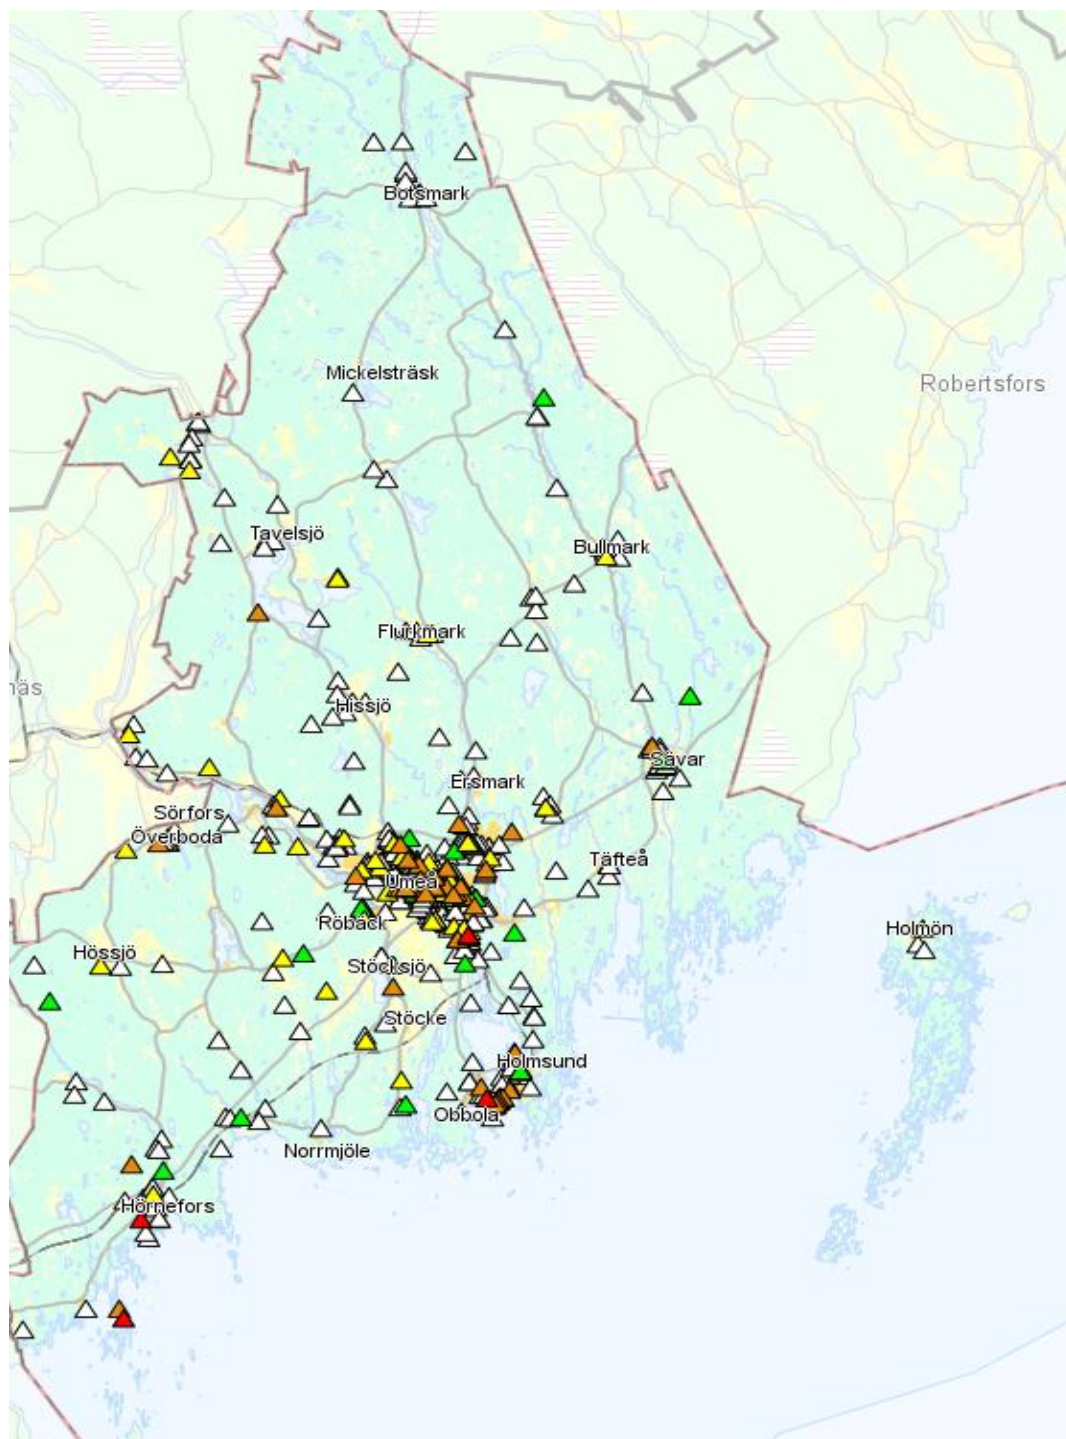 Botsmark
Mickelsträsk
Robertsfors
Tavelsjö
Bullmark
Flurkmark
näs
Hissjö
Sävar
Ersmark
Sörfors
Överboda
Täfteå
Umeå
Röbäck
Holmön
Hössjö
Stöcksjö
Stöcke
Holmsund
Obbola
Norrmjöle
Hörnefors